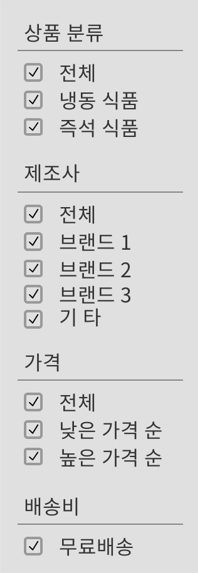 상품 분류
전체
냉동 식품
즉석 식품
제조사
전체
브랜드 1
브랜드 2
브랜드 3
기 타
가격
전체
낮은 가격 순
높은 가격 순
배송비
무료배송